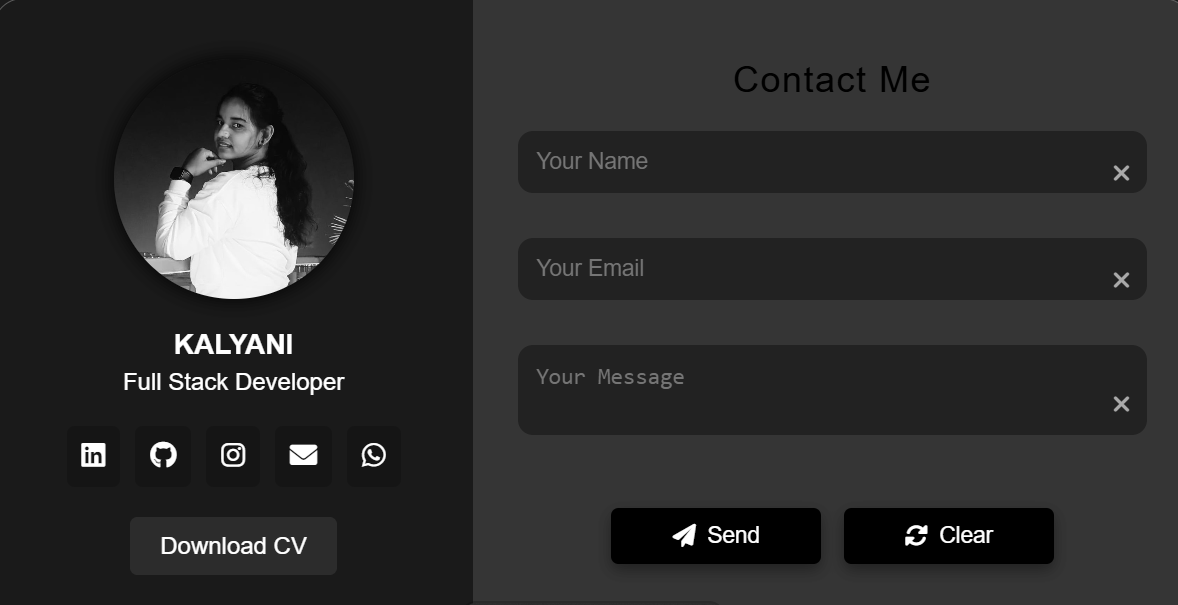 KALYANI
Full Stack Developer
Download CV
Contact Me
Your Name
Your Email
Your Message
Send
Clear